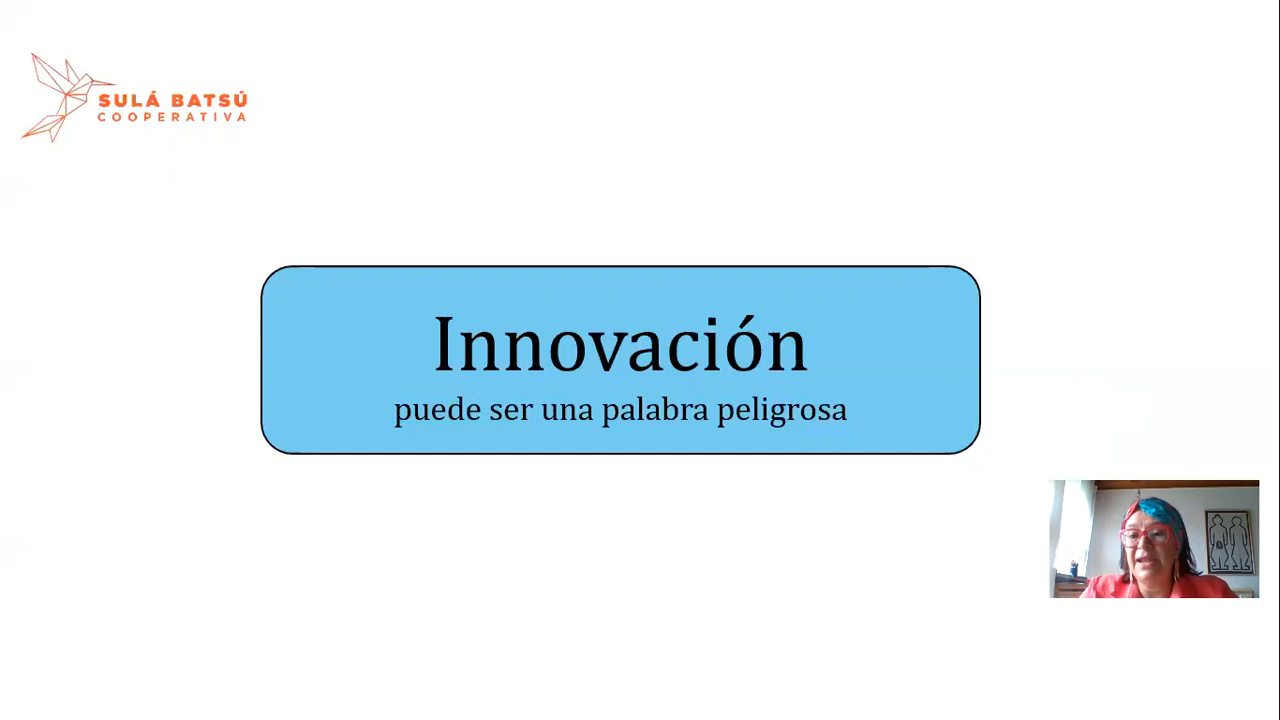 SULÁ BATSÚ
COOPERATIVA
Innovación
puede ser una palabra peligrosa